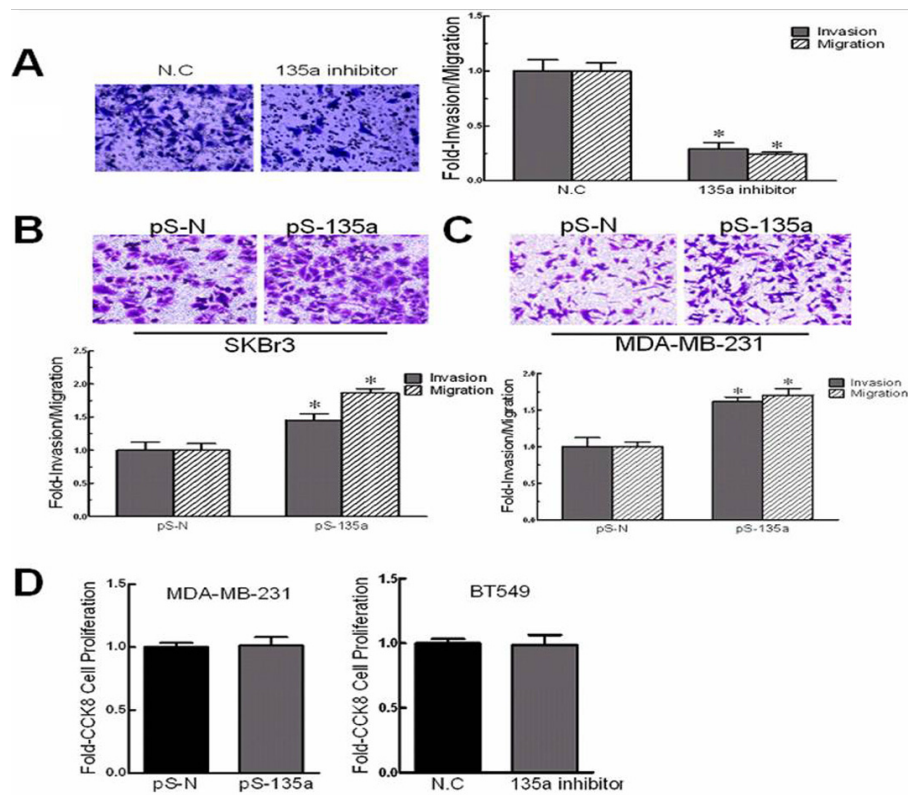 A
N.C 135a inhibitor
Fold-Invasion/Migration
1.5
1.0
0.5
0.0
Invasion
Migration
* *
N.C 135a inhibitor
B
pS-N pS-135a
SKBr3
Fold-Invasion/Migration
2.5
2.0
1.5
1.0
0.5
0.0
Invasion
Migration
* *
pS-N pS-135a
C
pS-N pS-135a
MDA-MB-231
Fold-Invasion/Migration
2.0
1.5
1.0
0.5
0.0
Invasion
Migration
* *
pS-N pS-135a
D
MDA-MB-231
Fold-CCK8 Cell Proliferation
1.5
1.0
0.5
0.0
pS-N pS-135a
BT549
Fold-CCK8 Cell Proliferation
1.5
1.0
0.5
0.0
N.C 135a inhibitor